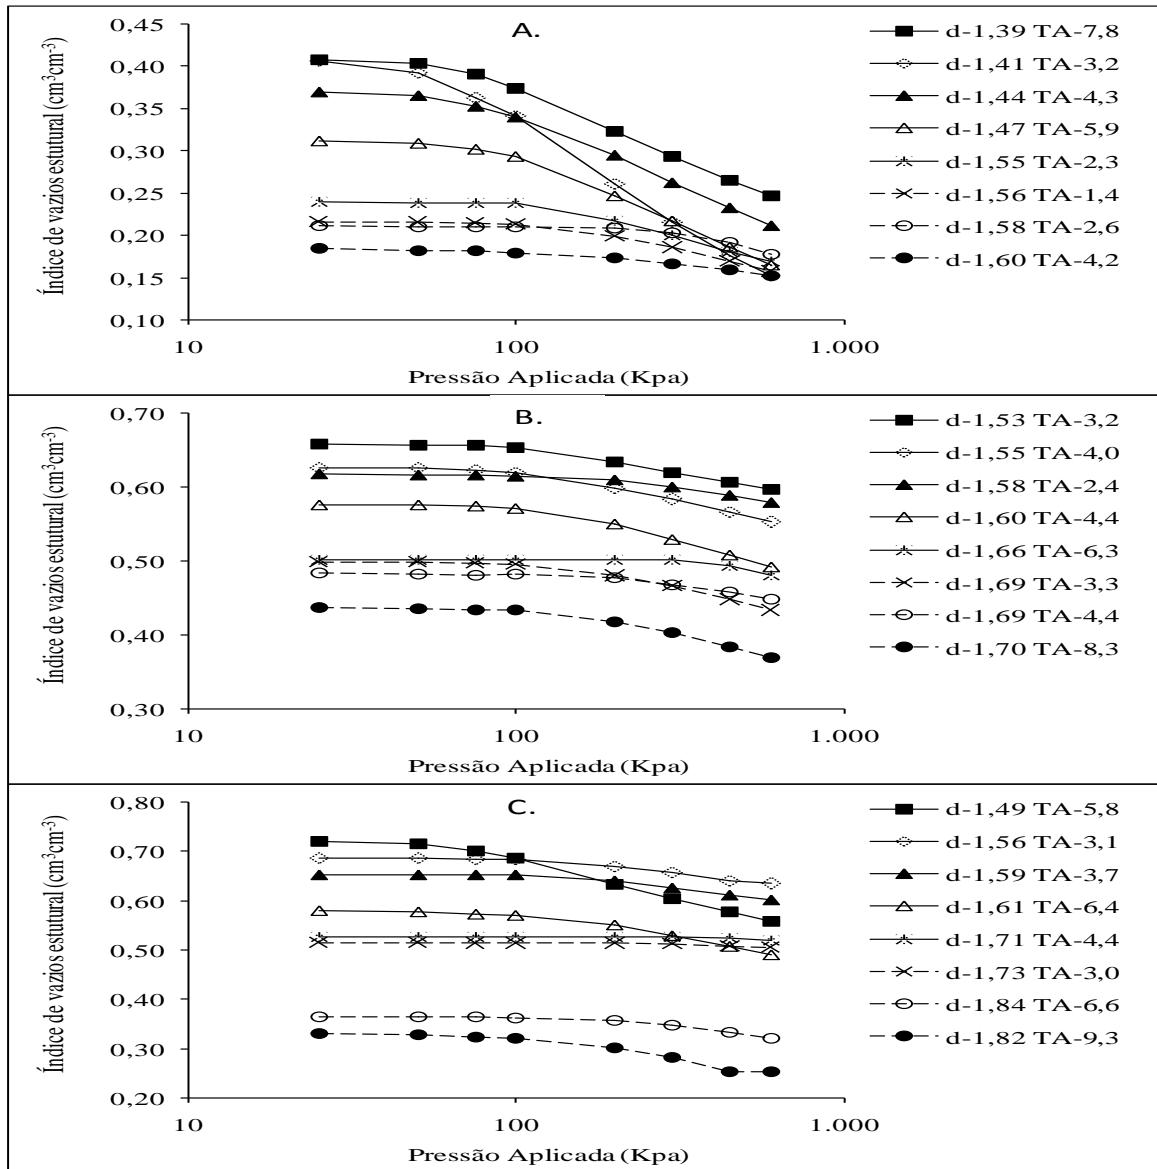 A.
Índice de vazios estutural (cm³cm⁻³)
0,45
0,40
0,35
0,30
0,25
0,20
0,15
0,10
10
100
1.000
Pressão Aplicada (Kpa)
d-1,39 TA-7,8
d-1,41 TA-3,2
d-1,44 TA-4,3
d-1,47 TA-5,9
d-1,55 TA-2,3
d-1,56 TA-1,4
d-1,58 TA-2,6
d-1,60 TA-4,2
B.
Índice de vazios estutural (cm³cm⁻³)
0,70
0,60
0,50
0,40
0,30
10
100
1.000
Pressão Aplicada (Kpa)
d-1,53 TA-3,2
d-1,55 TA-4,0
d-1,58 TA-2,4
d-1,60 TA-4,4
d-1,66 TA-6,3
d-1,69 TA-3,3
d-1,69 TA-4,4
d-1,70 TA-8,3
C.
Índice de vazios estutural (cm³cm⁻³)
0,80
0,70
0,60
0,50
0,40
0,30
0,20
10
100
1.000
Pressão Aplicada (Kpa)
d-1,49 TA-5,8
d-1,56 TA-3,1
d-1,59 TA-3,7
d-1,61 TA-6,4
d-1,71 TA-4,4
d-1,73 TA-3,0
d-1,84 TA-6,6
d-1,82 TA-9,3